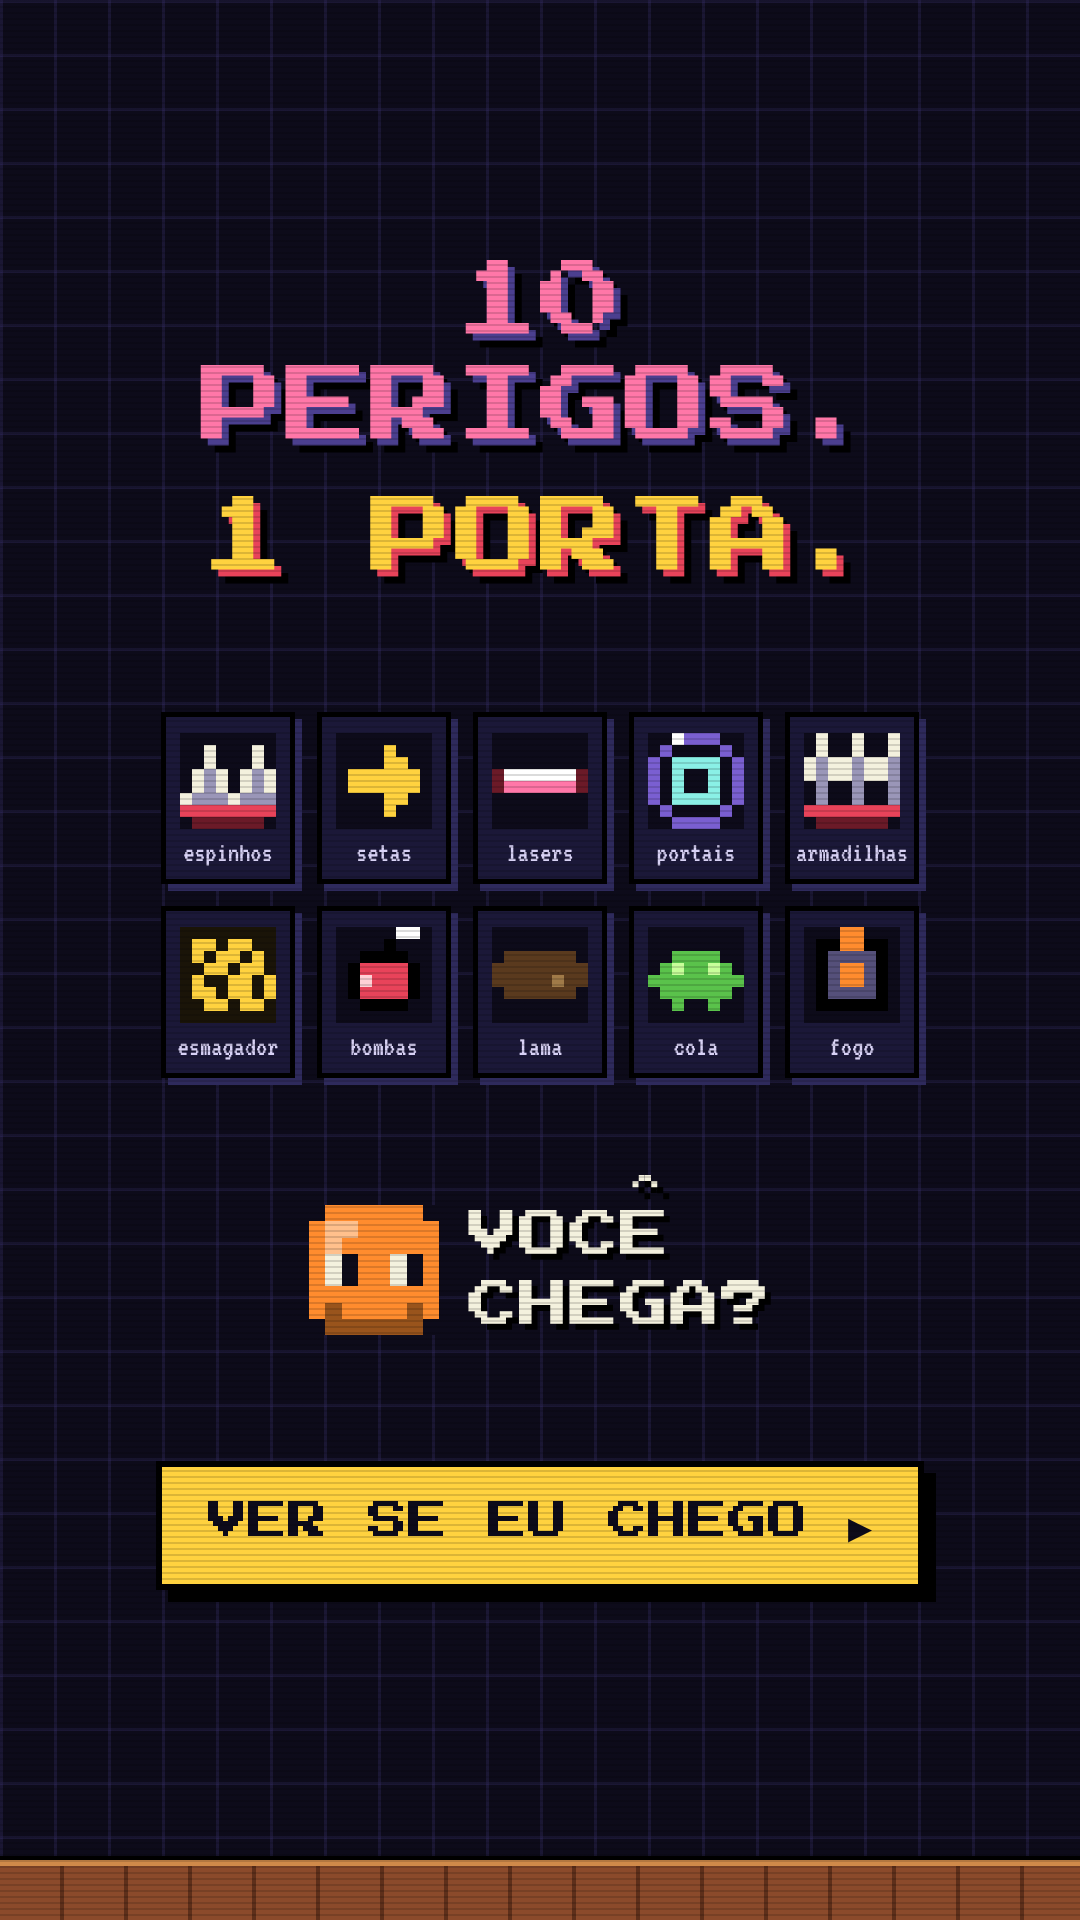 10
PERIGOS.
1 PORTA.
espinhos
setas
lasers
portais
armadilhas
esmagador
bombas
lama
cola
fogo
VOCÊ
CHEGA?
VER SE EU CHEGO ▶